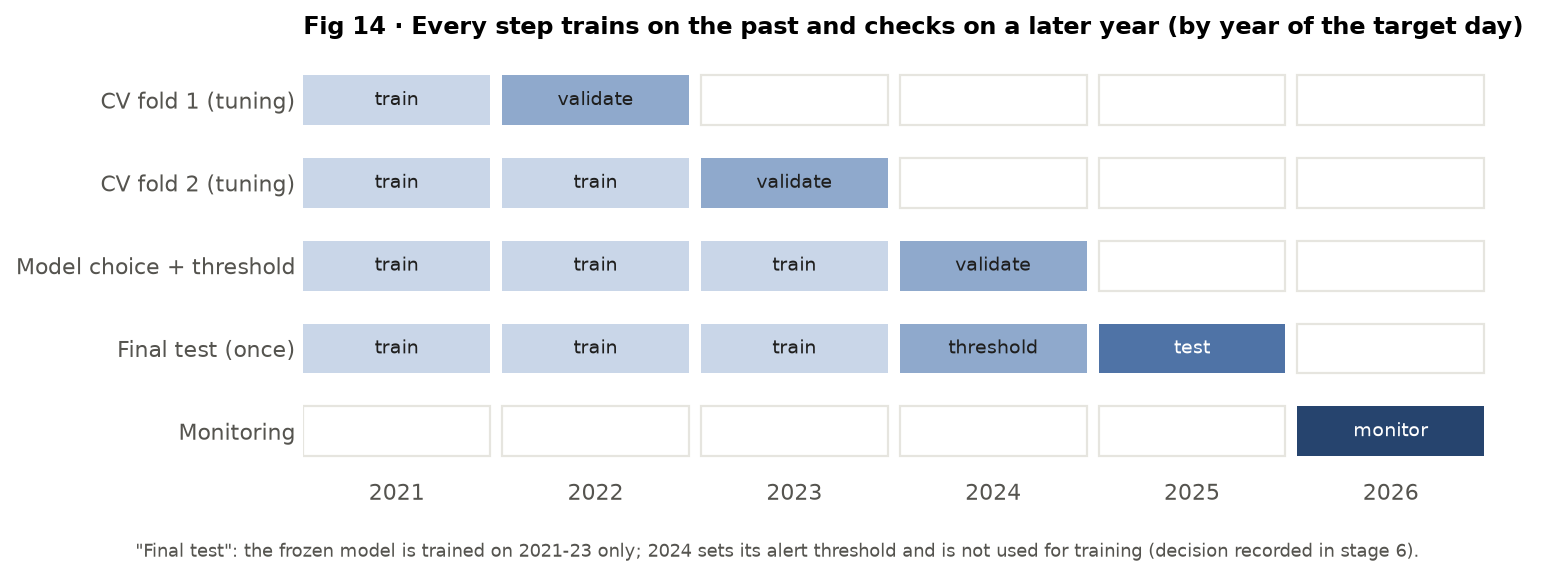 Fig 14 · Every step trains on the past and checks on a later year (by year of the target day)
CV fold 1 (tuning) train validate
CV fold 2 (tuning) train train validate
Model choice + threshold train train train validate
Final test (once) train train train threshold test
Monitoring monitor
2021 2022 2023 2024 2025 2026
"Final test": the frozen model is trained on 2021-23 only; 2024 sets its alert threshold and is not used for training (decision recorded in stage 6).